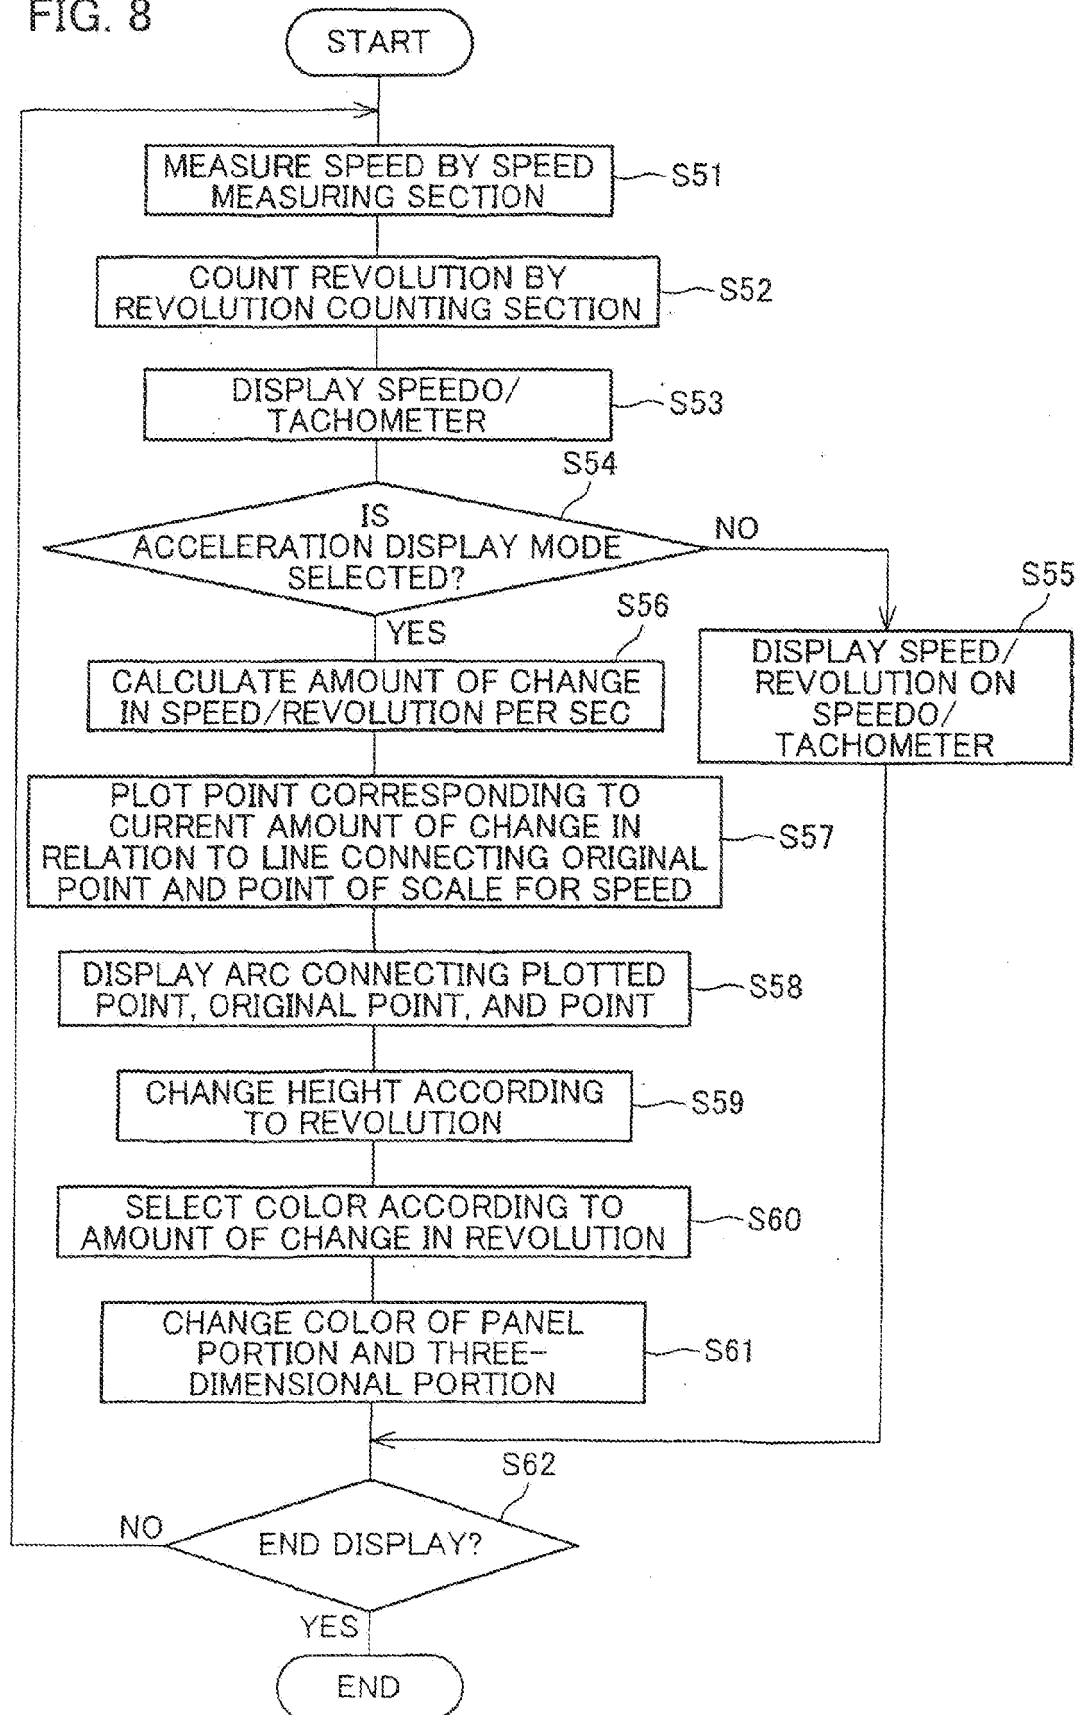 FIG. 8
START
MEASURE SPEED BY SPEED
MEASURING SECTION
S51
COUNT REVOLUTION BY
REVOLUTION COUNTING SECTION
S52
DISPLAY SPEEDO/
TACHOMETER
S53
S54
IS
ACCELERATION DISPLAY MODE
SELECTED?
NO
YES
S55
DISPLAY SPEED/
REVOLUTION ON
SPEEDO/
TACHOMETER
S56
CALCULATE AMOUNT OF CHANGE
IN SPEED/REVOLUTION PER SEC
PLOT POINT CORRESPONDING TO
CURRENT AMOUNT OF CHANGE IN
RELATION TO LINE CONNECTING ORIGINAL
POINT AND POINT OF SCALE FOR SPEED
S57
DISPLAY ARC CONNECTING PLOTTED
POINT, ORIGINAL POINT, AND POINT
S58
CHANGE HEIGHT ACCORDING
TO REVOLUTION
S59
SELECT COLOR ACCORDING TO
AMOUNT OF CHANGE IN REVOLUTION
S60
CHANGE COLOR OF PANEL
PORTION AND THREE-
DIMENSIONAL PORTION
S61
S62
NO
END DISPLAY?
YES
END